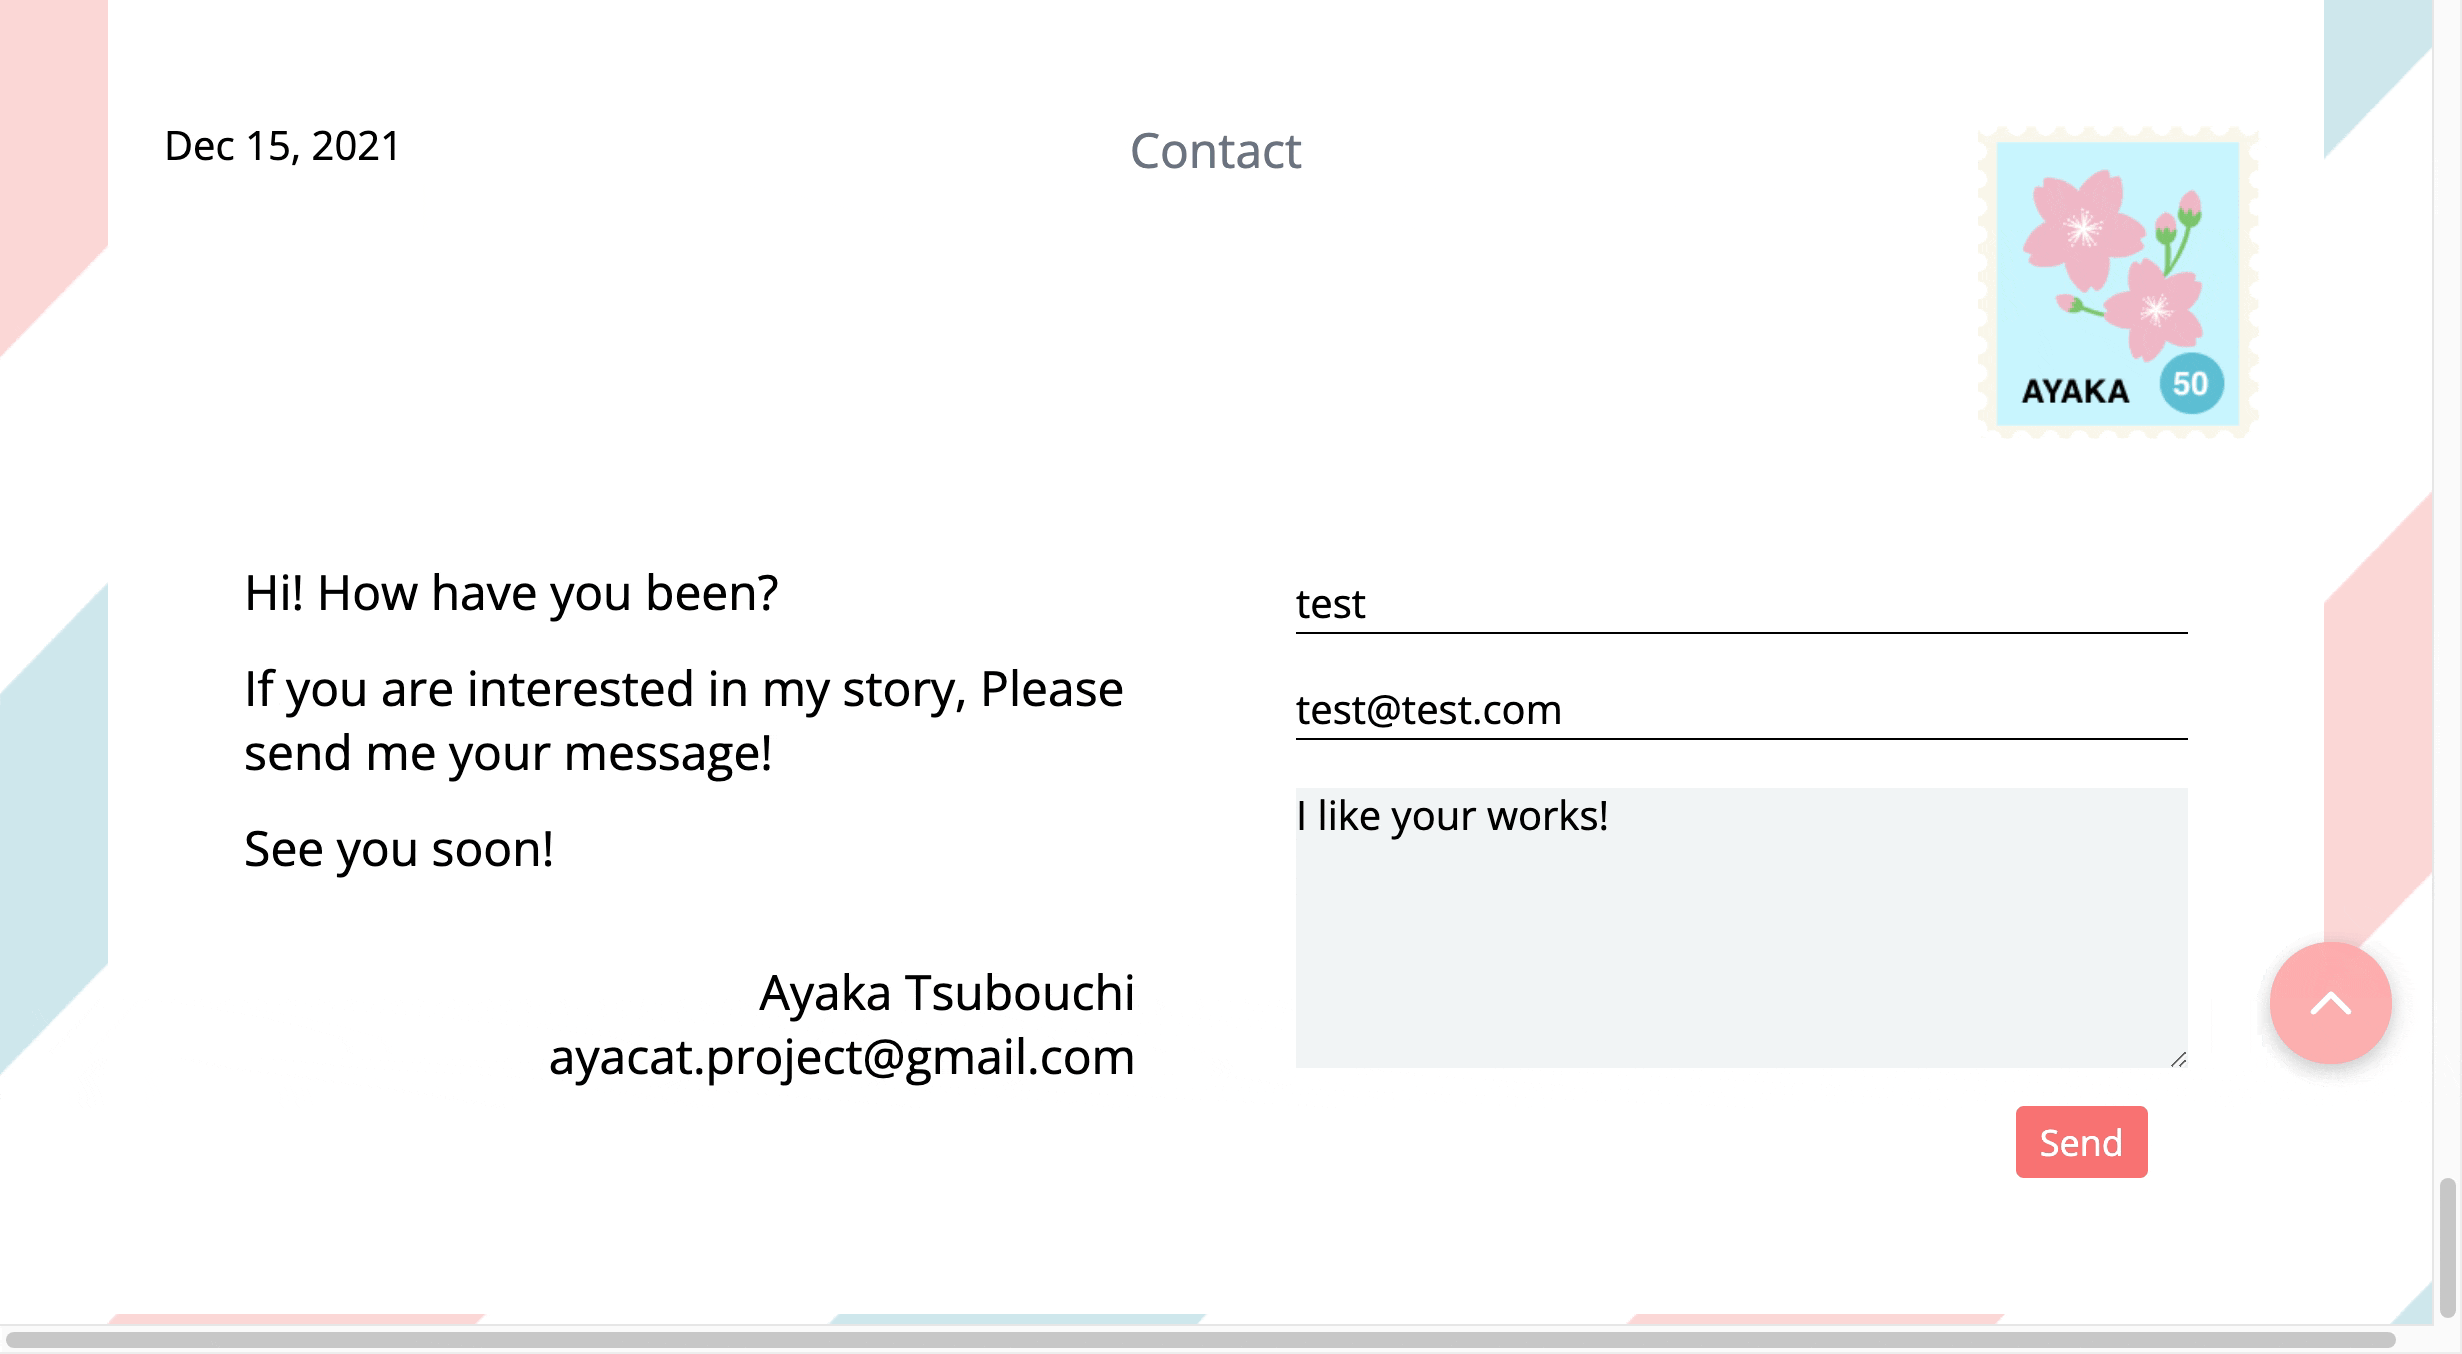 Dec 15, 2021
Contact
AYAKA
50
Hi! How have you been?
If you are interested in my story, Please
send me your message!
See you soon!
Ayaka Tsubouchi
ayacat.project@gmail.com
test
test@test.com
I like your works!
Send